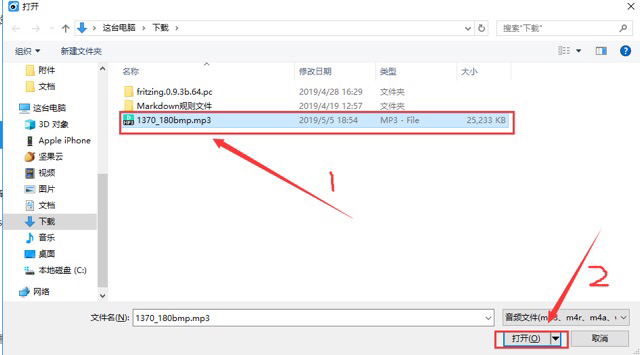 打开
这台电脑 > 下载 >
搜索"下载"
组织 新建文件夹
名称 修改日期 类型 大小
附件
文档
这台电脑
3D 对象
Apple iPhone
坚果云
视频
图片
文档
下载
音乐
桌面
本地磁盘 (C:)
网络
fritzing.0.9.3b.64.pc 2019/4/28 16:29 文件夹
Markdown规则文件 2019/4/19 12:57 文件夹
1370_180bmp.mp3 2019/5/5 18:54 MP3 - File 25,233 KB
1
2
文件名(N): 1370_180bmp.mp3 音频文件(mp3、m4r、m4a、
打开(O) 取消